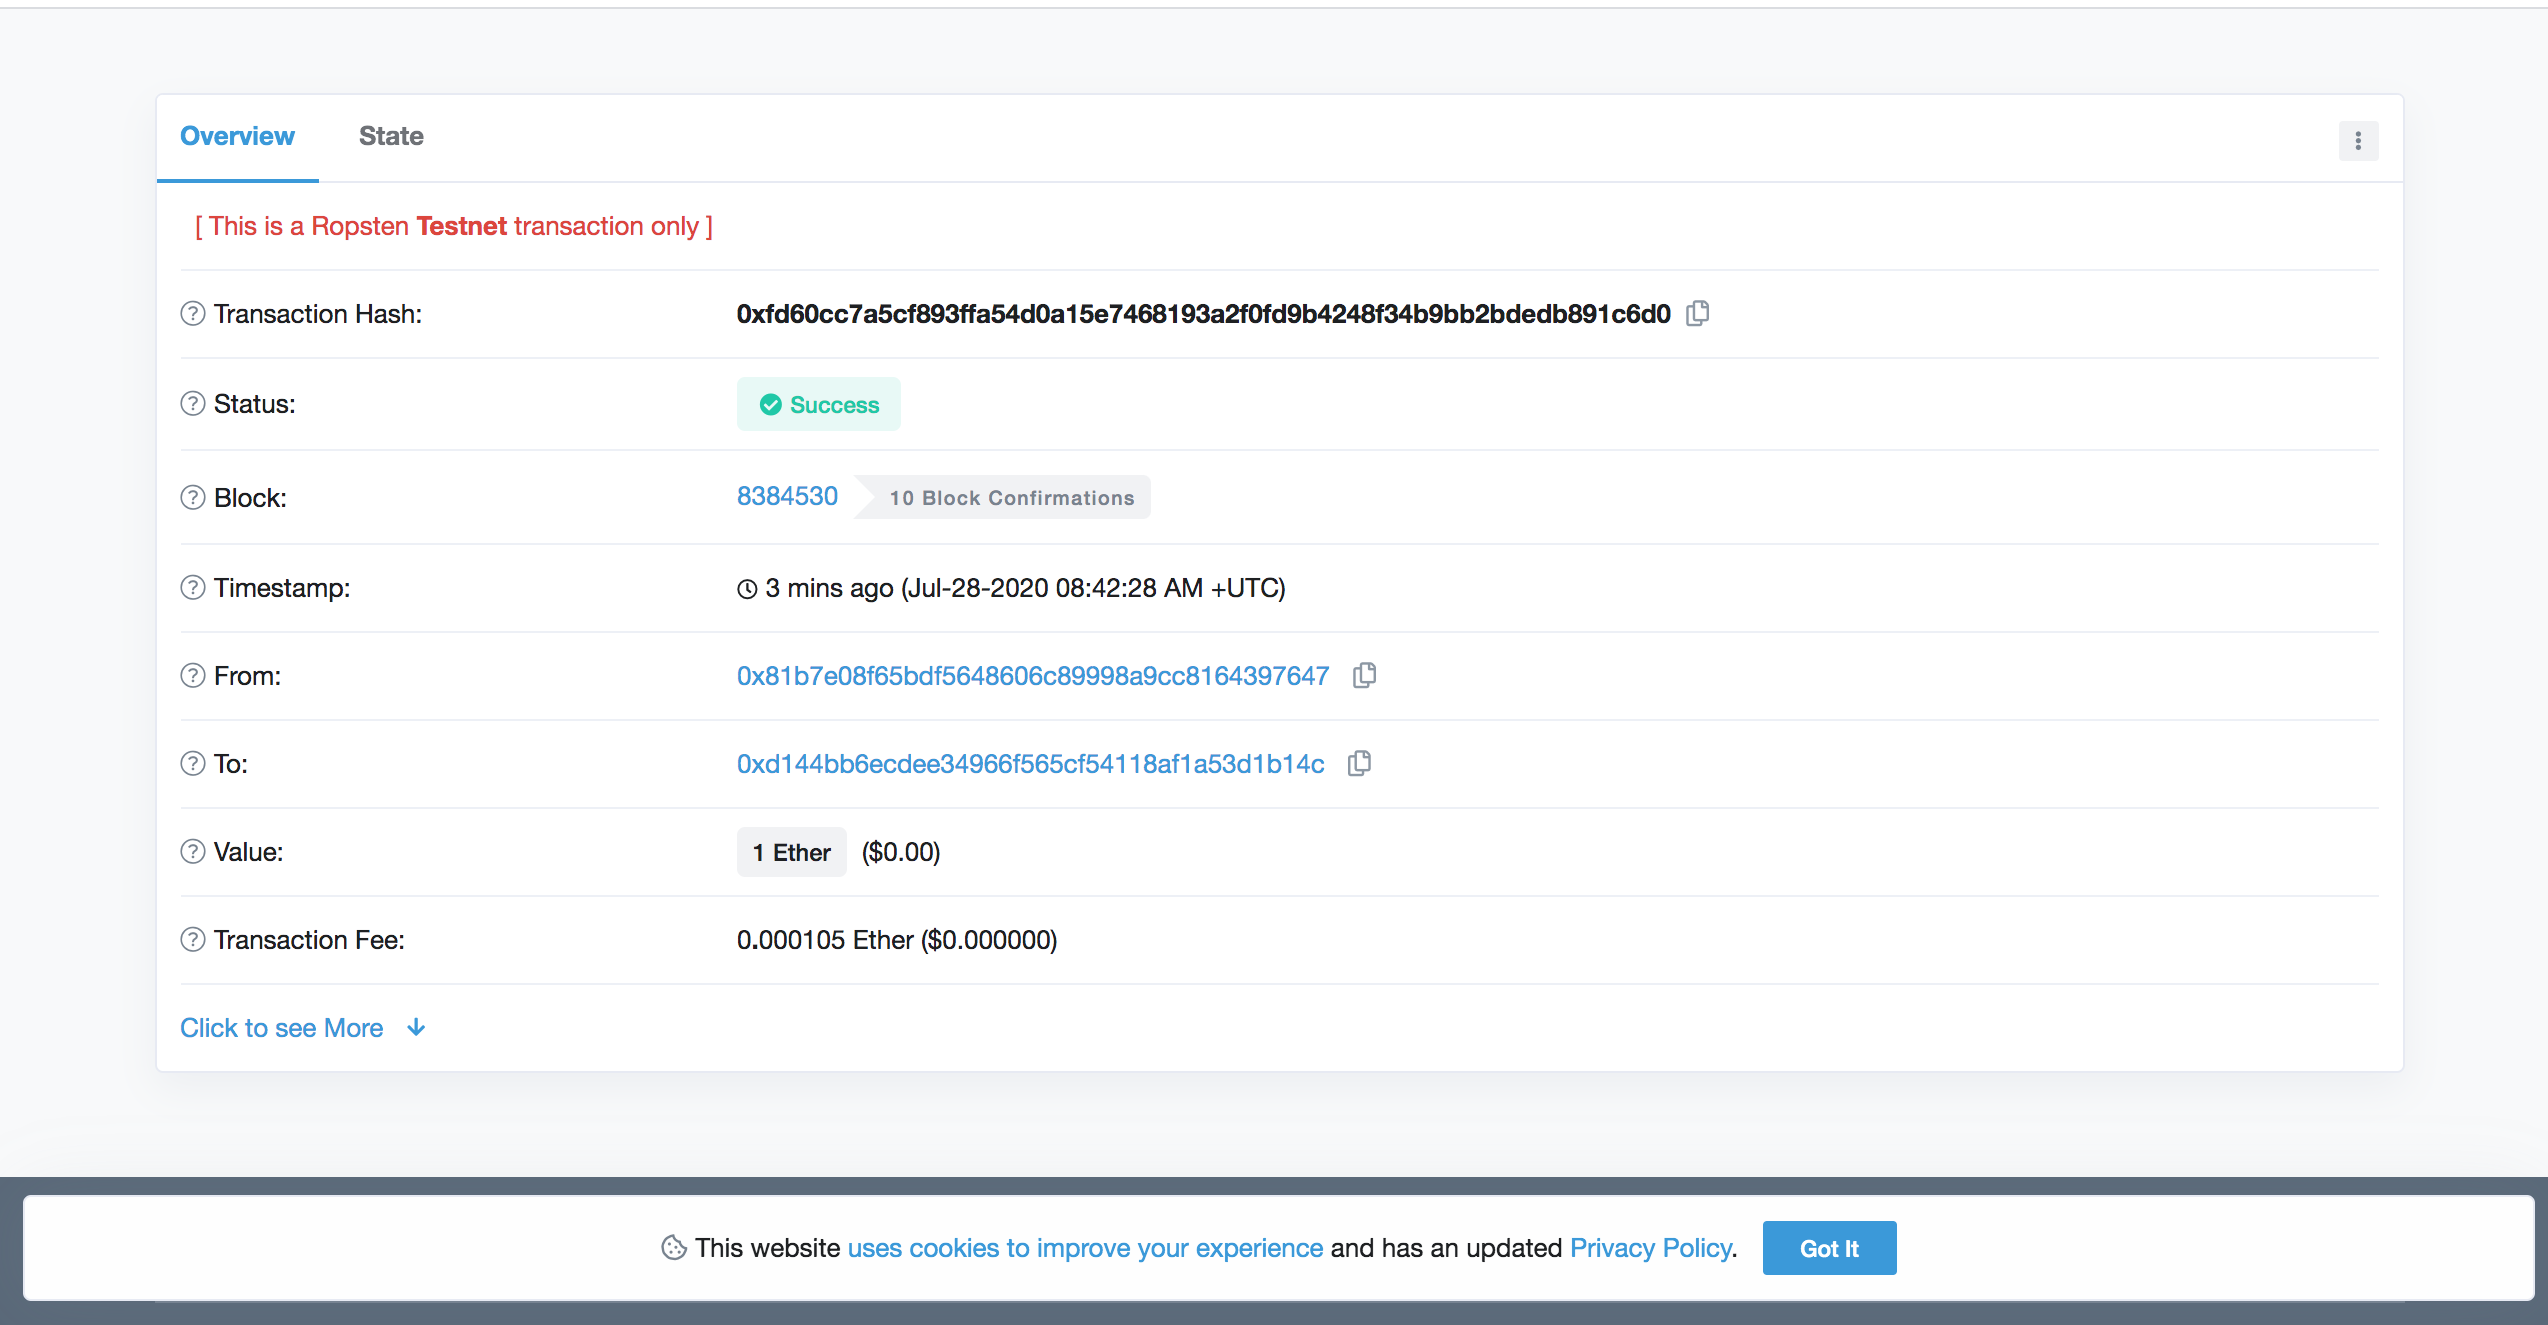 Overview State
[ This is a Ropsten Testnet transaction only ]
Transaction Hash: 0xfd60cc7a5cf893ffa54d0a15e7468193a2f0fd9b4248f34b9bb2bdedb891c6d0
Status: Success
Block: 8384530 10 Block Confirmations
Timestamp: 3 mins ago (Jul-28-2020 08:42:28 AM +UTC)
From: 0x81b7e08f65bdf5648606c89998a9cc8164397647
To: 0xd144bb6ecdee34966f565cf54118af1a53d1b14c
Value: 1 Ether ($0.00)
Transaction Fee: 0.000105 Ether ($0.000000)
Click to see More
This website uses cookies to improve your experience and has an updated Privacy Policy. Got It